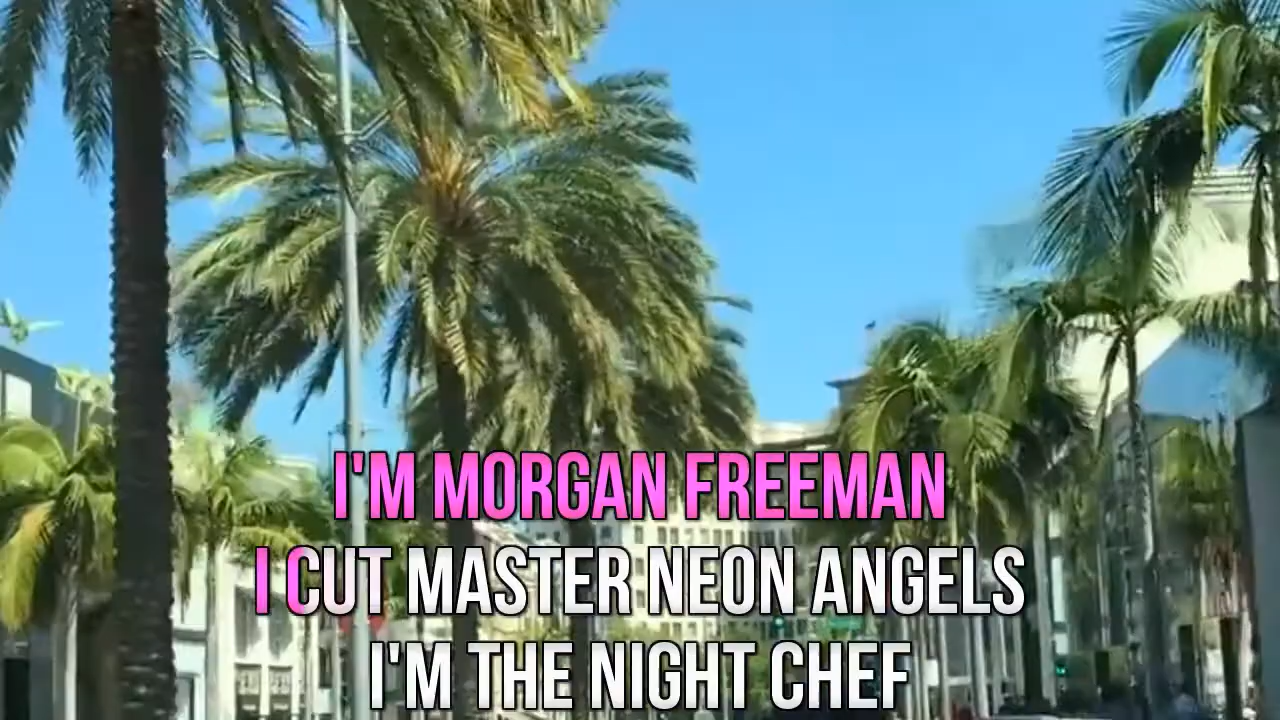 I'M MORGAN FREEMAN
I CUT MASTER NEON ANGELS
I'M THE NIGHT CHEF